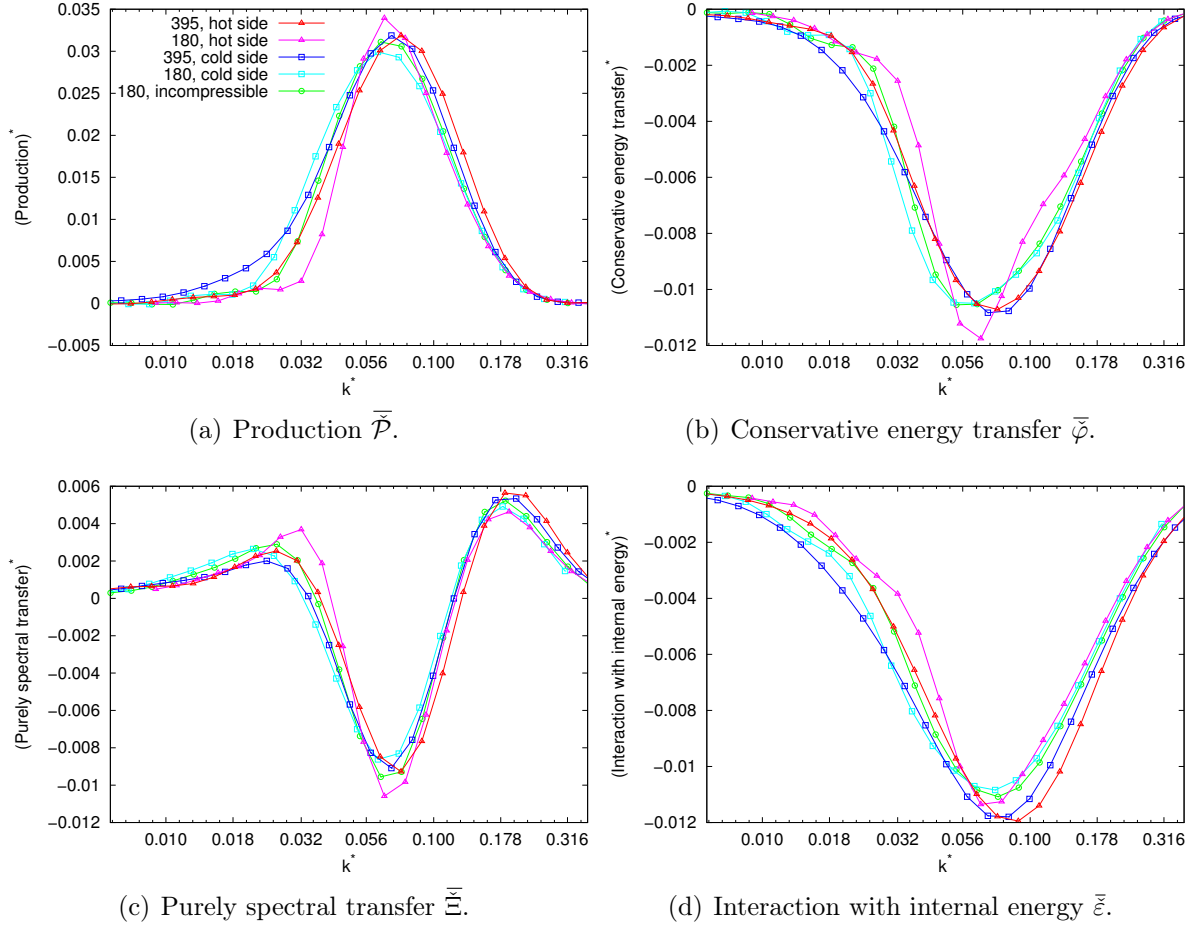 395, hot side
180, hot side
395, cold side
180, cold side
180, incompressible
0.035
0.03
0.025
0.02
0.015
0.01
0.005
0
−0.005
(Production)*
0.010 0.018 0.032 0.056 0.100 0.178 0.316
k*
(a) Production 𝒫̌̅.
0
−0.002
−0.004
−0.006
−0.008
−0.01
−0.012
(Conservative energy transfer)*
0.010 0.018 0.032 0.056 0.100 0.178 0.316
k*
(b) Conservative energy transfer φ̌̅.
0.006
0.004
0.002
0
−0.002
−0.004
−0.006
−0.008
−0.01
−0.012
(Purely spectral transfer)*
0.010 0.018 0.032 0.056 0.100 0.178 0.316
k*
(c) Purely spectral transfer Ξ̌̅.
0
−0.002
−0.004
−0.006
−0.008
−0.01
−0.012
(Interaction with internal energy)*
0.010 0.018 0.032 0.056 0.100 0.178 0.316
k*
(d) Interaction with internal energy ε̌̅.